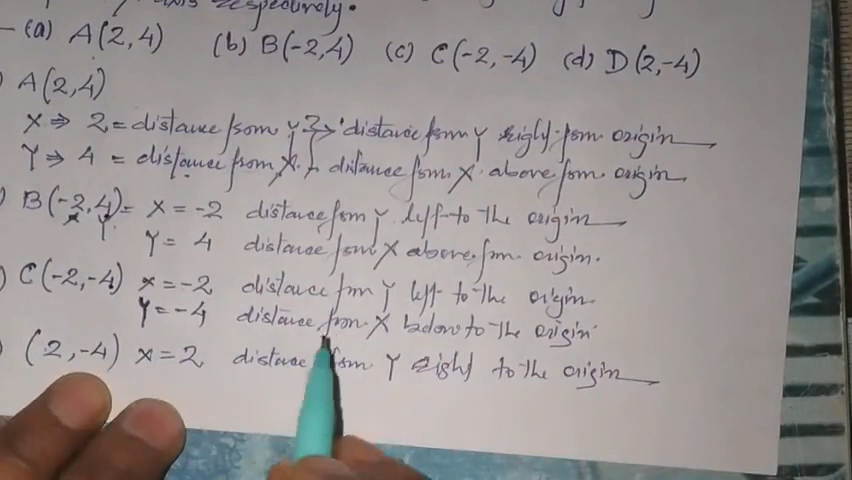 axis respectively.
(a) A(2,4) (b) B(-2,4) (c) C(-2,-4) (d) D(2,-4)
) A(2,4)
X ⇒ 2 = distance from Y distance from Y right from origin
Y ⇒ 4 = distance from X distance from X above from origin
) B(-2,4) = X = -2 distance from Y left to the origin
X Y
Y = 4 distance from X above from origin.
) C(-2,-4) x = -2 distance from Y left to the origin
Y = -4 distance from X below to the origin
) (2,-4) x = 2 distance from Y right to the origin